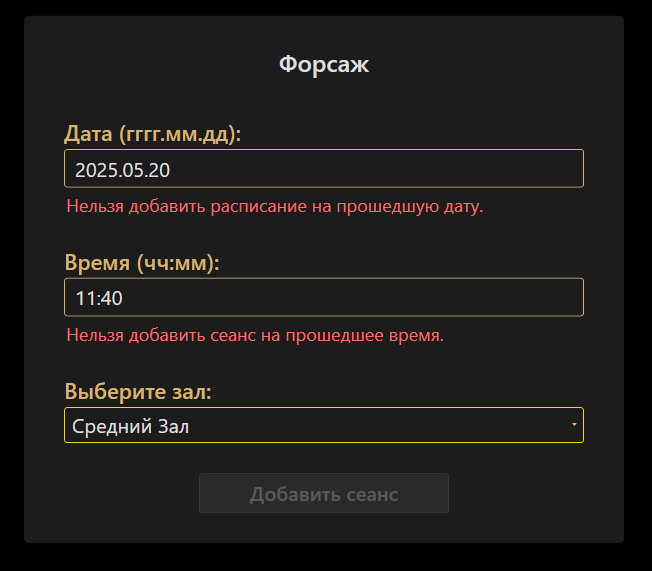 Форсаж
Дата (гггг.мм.дд):
2025.05.20
Нельзя добавить расписание на прошедшую дату.
Время (чч:мм):
11:40
Нельзя добавить сеанс на прошедшее время.
Выберите зал:
Средний Зал
Добавить сеанс